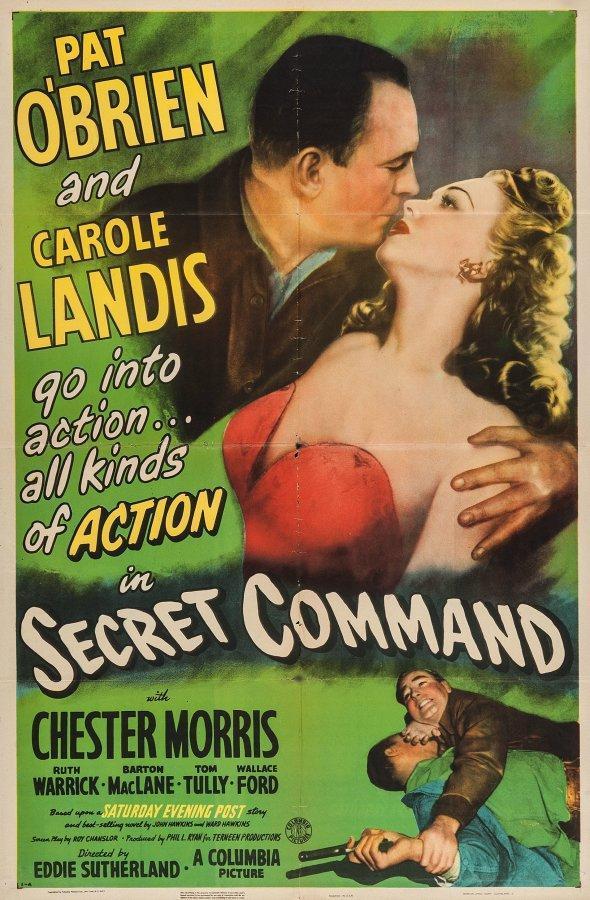 PAT
O'BRIEN
and
CAROLE
LANDIS
go into
action...
all kinds
of ACTION
in
SECRET COMMAND
with
CHESTER MORRIS
RUTH WARRICK · BARTON MacLANE · TOM TULLY · WALLACE FORD
Based upon a SATURDAY EVENING POST story
and best-selling novel by JOHN HAWKINS and WARD HAWKINS
Screen Play by ROY CHANSLOR · Produced by PHIL L. RYAN for TERNEEN PRODUCTIONS
Directed by
EDDIE SUTHERLAND · A COLUMBIA
PICTURE
COLUMBIA
PICTURES